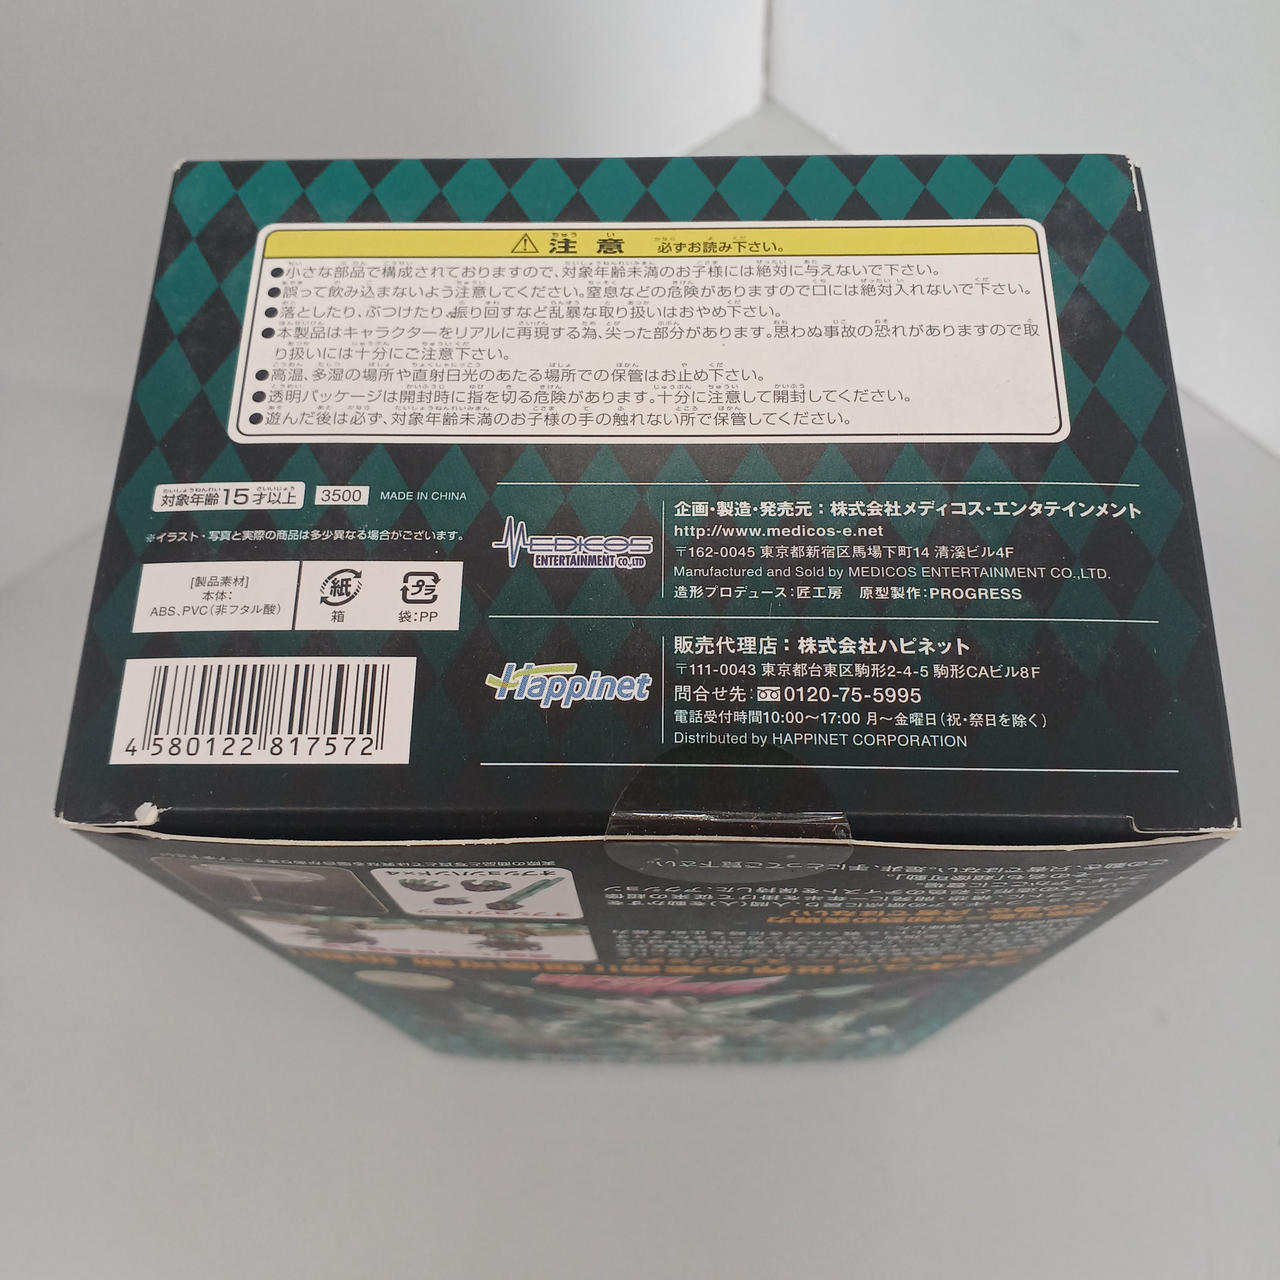 ⚠注意 必ずお読み下さい。
●小さな部品で構成されておりますので、対象年齢未満のお子様には絶対に与えないで下さい。
●誤って飲み込まないよう注意してください。窒息などの危険がありますので口には絶対入れないで下さい。
●落としたり、ぶつけたり、振り回すなど乱暴な取り扱いはおやめ下さい。
●本製品はキャラクターをリアルに再現する為、尖った部分があります。思わぬ事故の恐れがありますので取
り扱いには十分にご注意下さい。
●高温、多湿の場所や直射日光のあたる場所での保管はお止め下さい。
●透明パッケージは開封時に指を切る危険があります。十分に注意して開封してください。
●遊んだ後は必ず、対象年齢未満のお子様の手の触れない所で保管してください。
対象年齢15才以上 3500 MADE IN CHINA
※イラスト・写真と実際の商品は多少異なる場合がございます。
[製品素材]
本体:
ABS、PVC(非フタル酸)
紙
箱
プラ
袋:PP
4580122817572
MEDICOS
ENTERTAINMENT CO.,LTD
企画・製造・発売元：株式会社メディコス・エンタテインメント
http://www.medicos-e.net
〒162-0045 東京都新宿区馬場下町14 清渓ビル4F
Manufactured and Sold by MEDICOS ENTERTAINMENT CO.,LTD.
造形プロデュース：匠工房 原型製作：PROGRESS
Happinet
販売代理店：株式会社ハピネット
〒111-0043 東京都台東区駒形2-4-5 駒形CAビル8F
問合せ先:0120-75-5995
電話受付時間10:00～17:00 月～金曜日(祝・祭日を除く)
Distributed by HAPPINET CORPORATION
オプションハンド×4
オプションパーツ